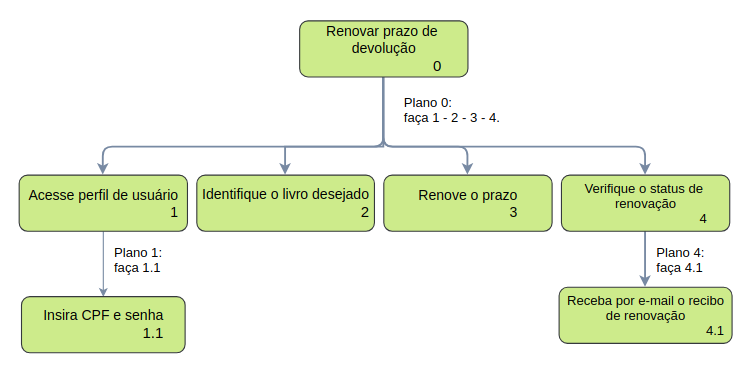 Renovar prazo de
devolução
0
Plano 0:
faça 1 - 2 - 3 - 4.
Acesse perfil de usuário
1
Identifique o livro desejado
2
Renove o prazo
3
Verifique o status de
renovação
4
Plano 1:
faça 1.1
Plano 4:
faça 4.1
Insira CPF e senha
1.1
Receba por e-mail o recibo
de renovação
4.1